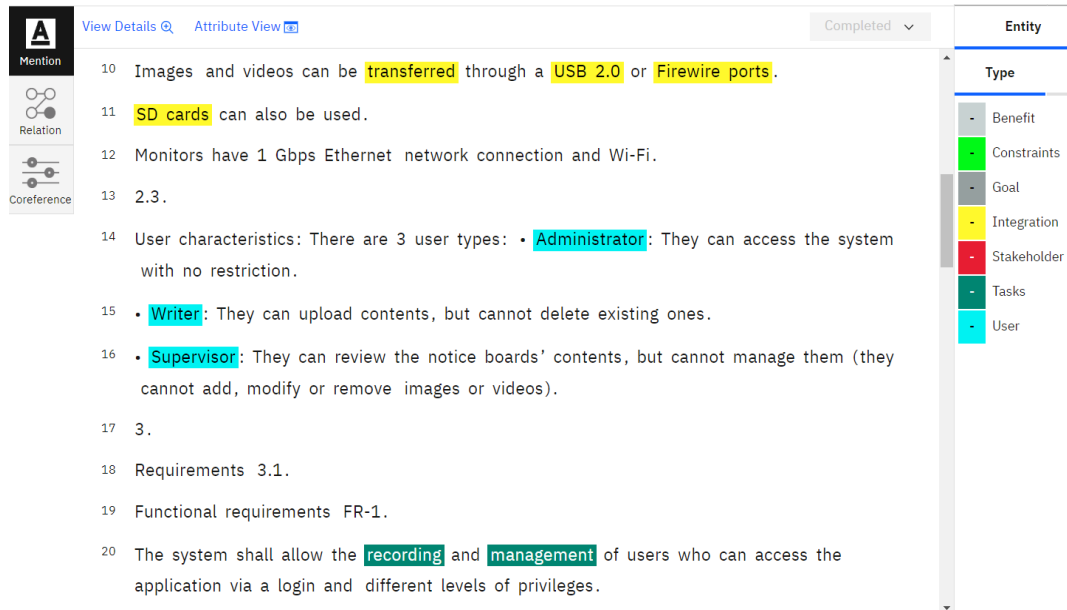 View Details Attribute View Completed Entity
A
Mention
Relation
Coreference
10 Images and videos can be transferred through a USB 2.0 or Firewire ports.
11 SD cards can also be used.
12 Monitors have 1 Gbps Ethernet network connection and Wi-Fi.
13 2.3.
14 User characteristics: There are 3 user types: • Administrator: They can access the system
with no restriction.
15 • Writer: They can upload contents, but cannot delete existing ones.
16 • Supervisor: They can review the notice boards’ contents, but cannot manage them (they
cannot add, modify or remove images or videos).
17 3.
18 Requirements 3.1.
19 Functional requirements FR-1.
20 The system shall allow the recording and management of users who can access the
application via a login and different levels of privileges.
Type
- Benefit
- Constraints
- Goal
- Integration
- Stakeholder
- Tasks
- User